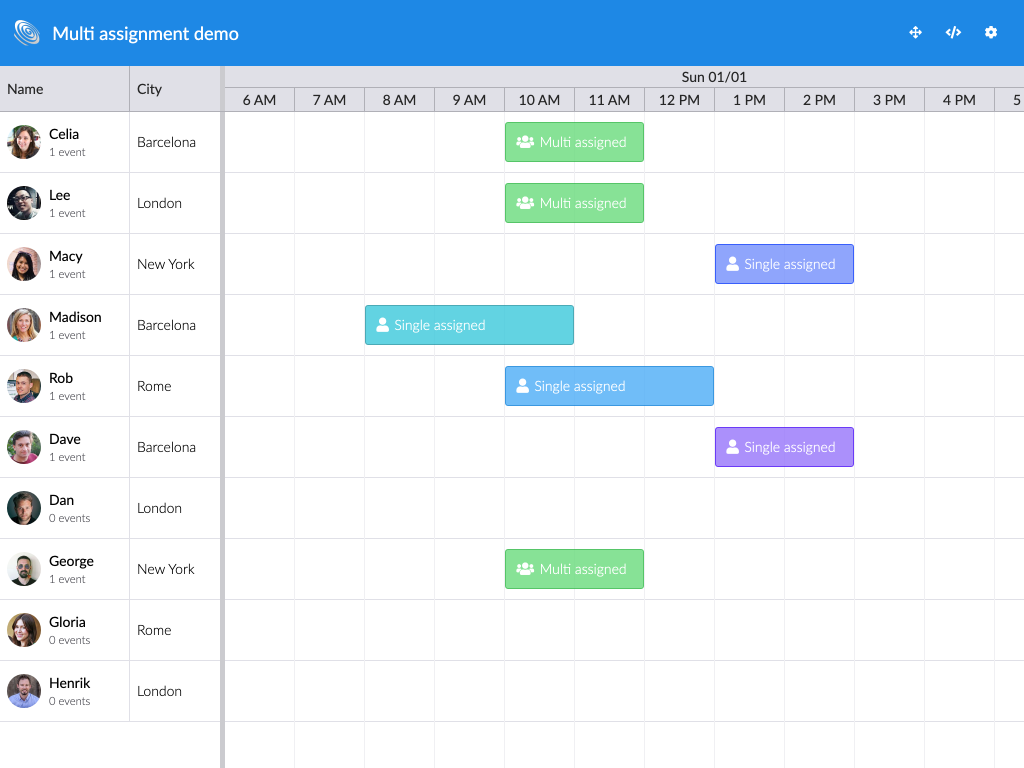 Multi assignment demo
Name
City
Sun 01/01
6 AM 7 AM 8 AM 9 AM 10 AM 11 AM 12 PM 1 PM 2 PM 3 PM 4 PM 5
Celia
1 event
Barcelona
Multi assigned
Lee
1 event
London
Multi assigned
Macy
1 event
New York
Single assigned
Madison
1 event
Barcelona
Single assigned
Rob
1 event
Rome
Single assigned
Dave
1 event
Barcelona
Single assigned
Dan
0 events
London
George
1 event
New York
Multi assigned
Gloria
0 events
Rome
Henrik
0 events
London